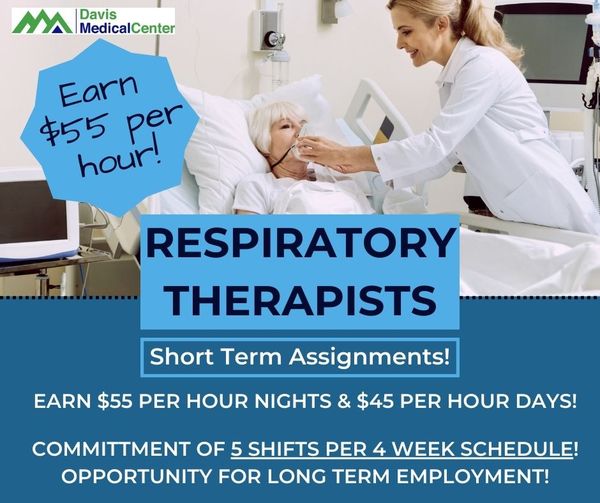 Davis
MedicalCenter
Earn
$55 per
hour!
RESPIRATORY
THERAPISTS
Short Term Assignments!
EARN $55 PER HOUR NIGHTS & $45 PER HOUR DAYS!
COMMITTMENT OF 5 SHIFTS PER 4 WEEK SCHEDULE!
OPPORTUNITY FOR LONG TERM EMPLOYMENT!